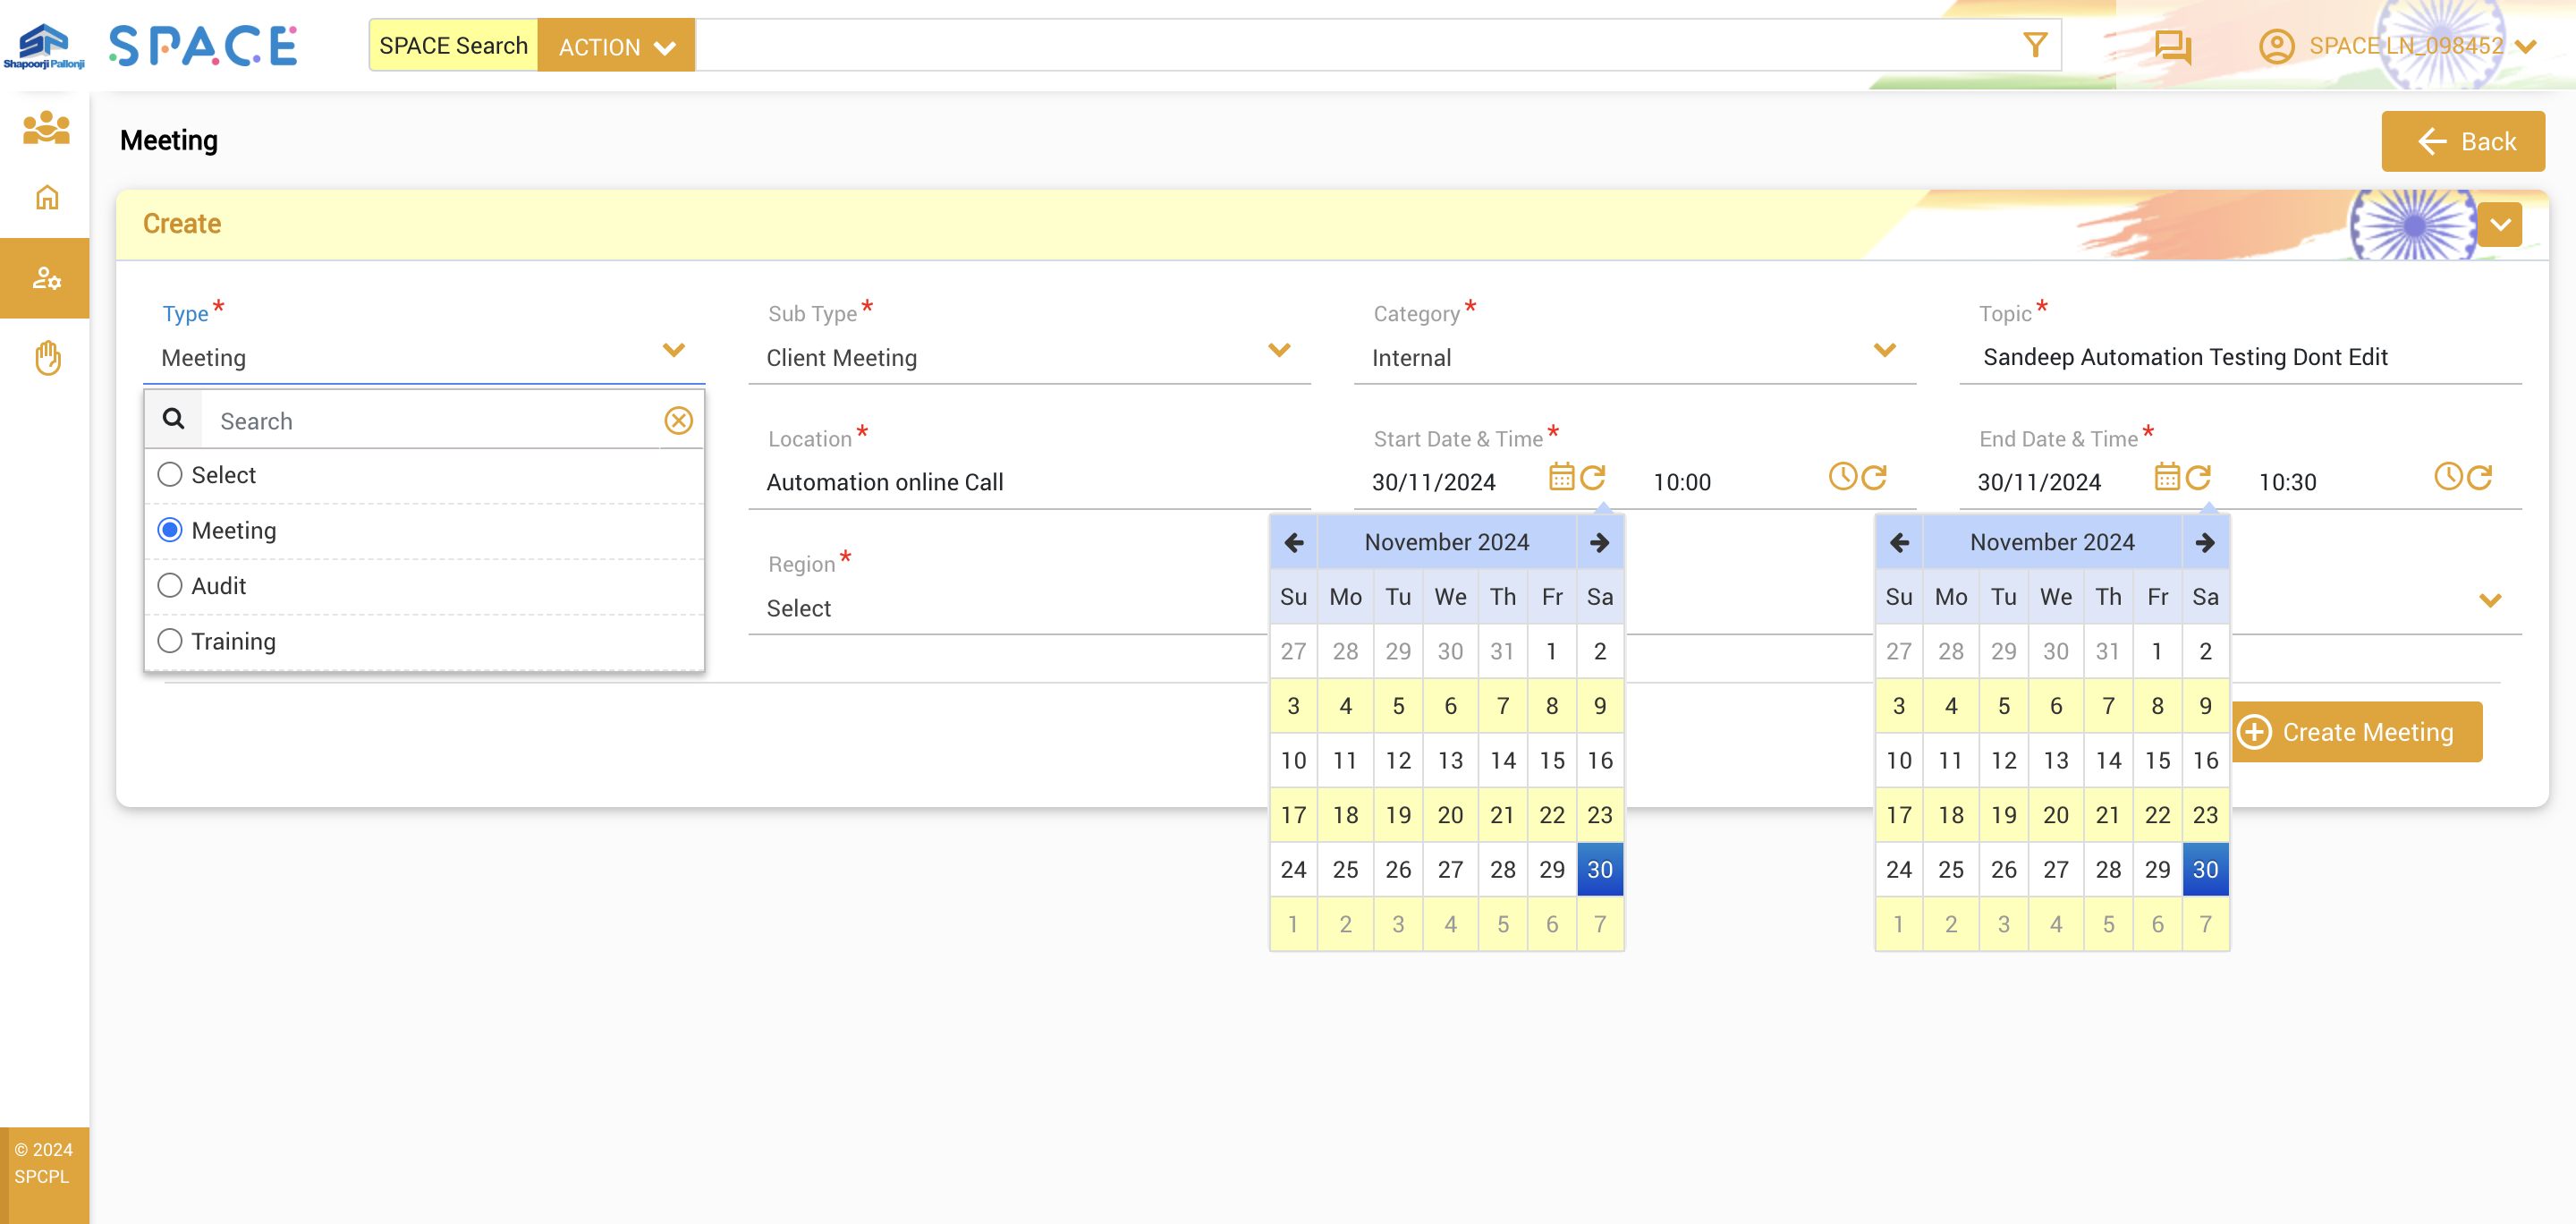 Shapoorji Pallonji
SPACE
SPACE Search
ACTION
SPACE LN_098452
Meeting
Back
Create
Type *
Sub Type *
Category *
Topic *
Meeting
Client Meeting
Internal
Sandeep Automation Testing Dont Edit
Search
Select
Meeting
Audit
Training
Location *
Start Date & Time *
End Date & Time *
Automation online Call
30/11/2024
10:00
30/11/2024
10:30
Region *
Select
November 2024
Su Mo Tu We Th Fr Sa
27 28 29 30 31 1 2
3 4 5 6 7 8 9
10 11 12 13 14 15 16
17 18 19 20 21 22 23
24 25 26 27 28 29 30
1 2 3 4 5 6 7
November 2024
Su Mo Tu We Th Fr Sa
27 28 29 30 31 1 2
3 4 5 6 7 8 9
10 11 12 13 14 15 16
17 18 19 20 21 22 23
24 25 26 27 28 29 30
1 2 3 4 5 6 7
Create Meeting
© 2024
SPCPL